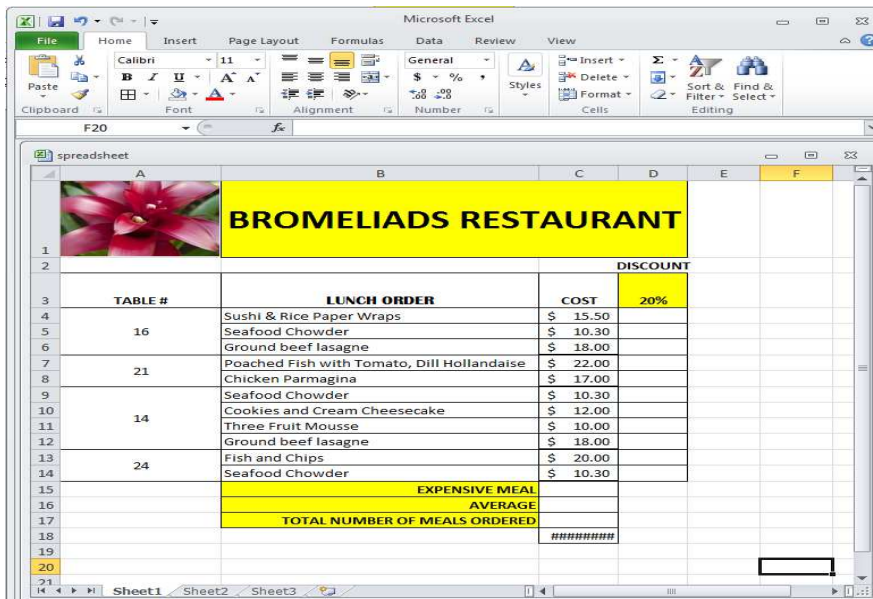 Microsoft Excel
File Home Insert Page Layout Formulas Data Review View
Calibri 11 General
Paste B I U $ % , Styles Insert Delete Format Σ Sort & Filter Find & Select
Clipboard Font Alignment Number Cells Editing
F20 fx
spreadsheet
A B C D E F
1 BROMELIADS RESTAURANT
2 DISCOUNT
3 TABLE # LUNCH ORDER COST 20%
4 Sushi & Rice Paper Wraps $ 15.50
5 16 Seafood Chowder $ 10.30
6 Ground beef lasagne $ 18.00
7 Poached Fish with Tomato, Dill Hollandaise $ 22.00
21
8 Chicken Parmagina $ 17.00
9 Seafood Chowder $ 10.30
10 Cookies and Cream Cheesecake $ 12.00
14
11 Three Fruit Mousse $ 10.00
12 Ground beef lasagne $ 18.00
13 Fish and Chips $ 20.00
24
14 Seafood Chowder $ 10.30
15 EXPENSIVE MEAL
16 AVERAGE
17 TOTAL NUMBER OF MEALS ORDERED
18 ########
19
20
21
Sheet1 Sheet2 Sheet3